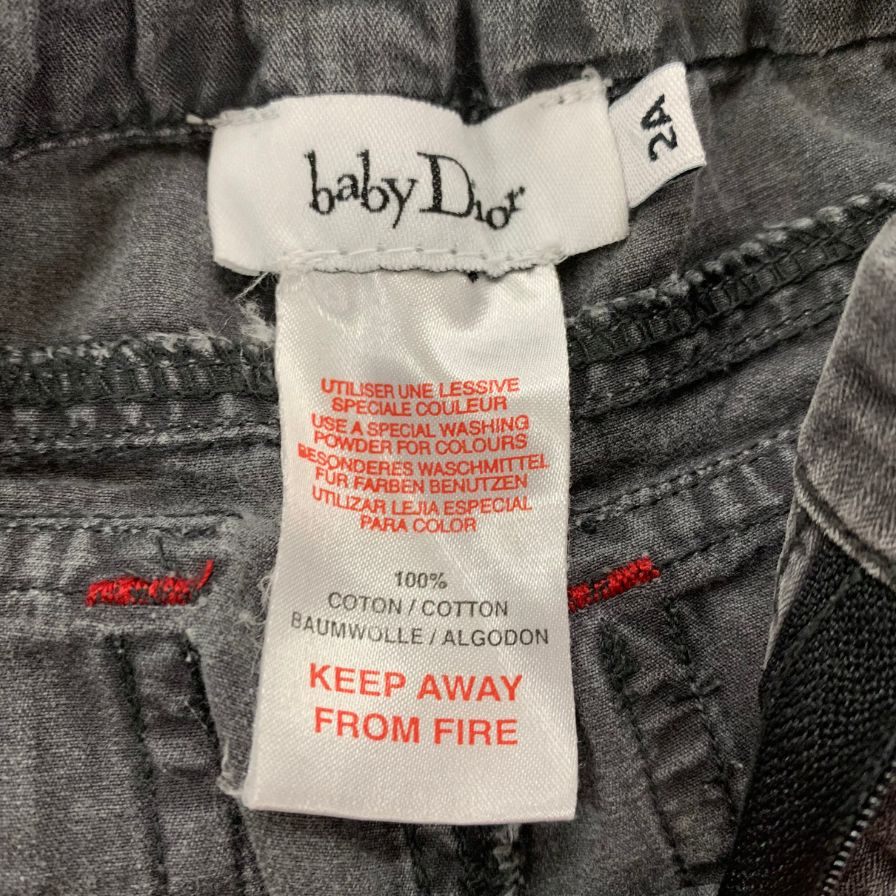 baby Dior
2A
UTILISER UNE LESSIVE
SPECIALE COULEUR
USE A SPECIAL WASHING
POWDER FOR COLOURS
BESONDERES WASCHMITTEL
FUR FARBEN BENUTZEN
UTILIZAR LEJIA ESPECIAL
PARA COLOR
100%
COTON / COTTON
BAUMWOLLE / ALGODON
KEEP AWAY
FROM FIRE